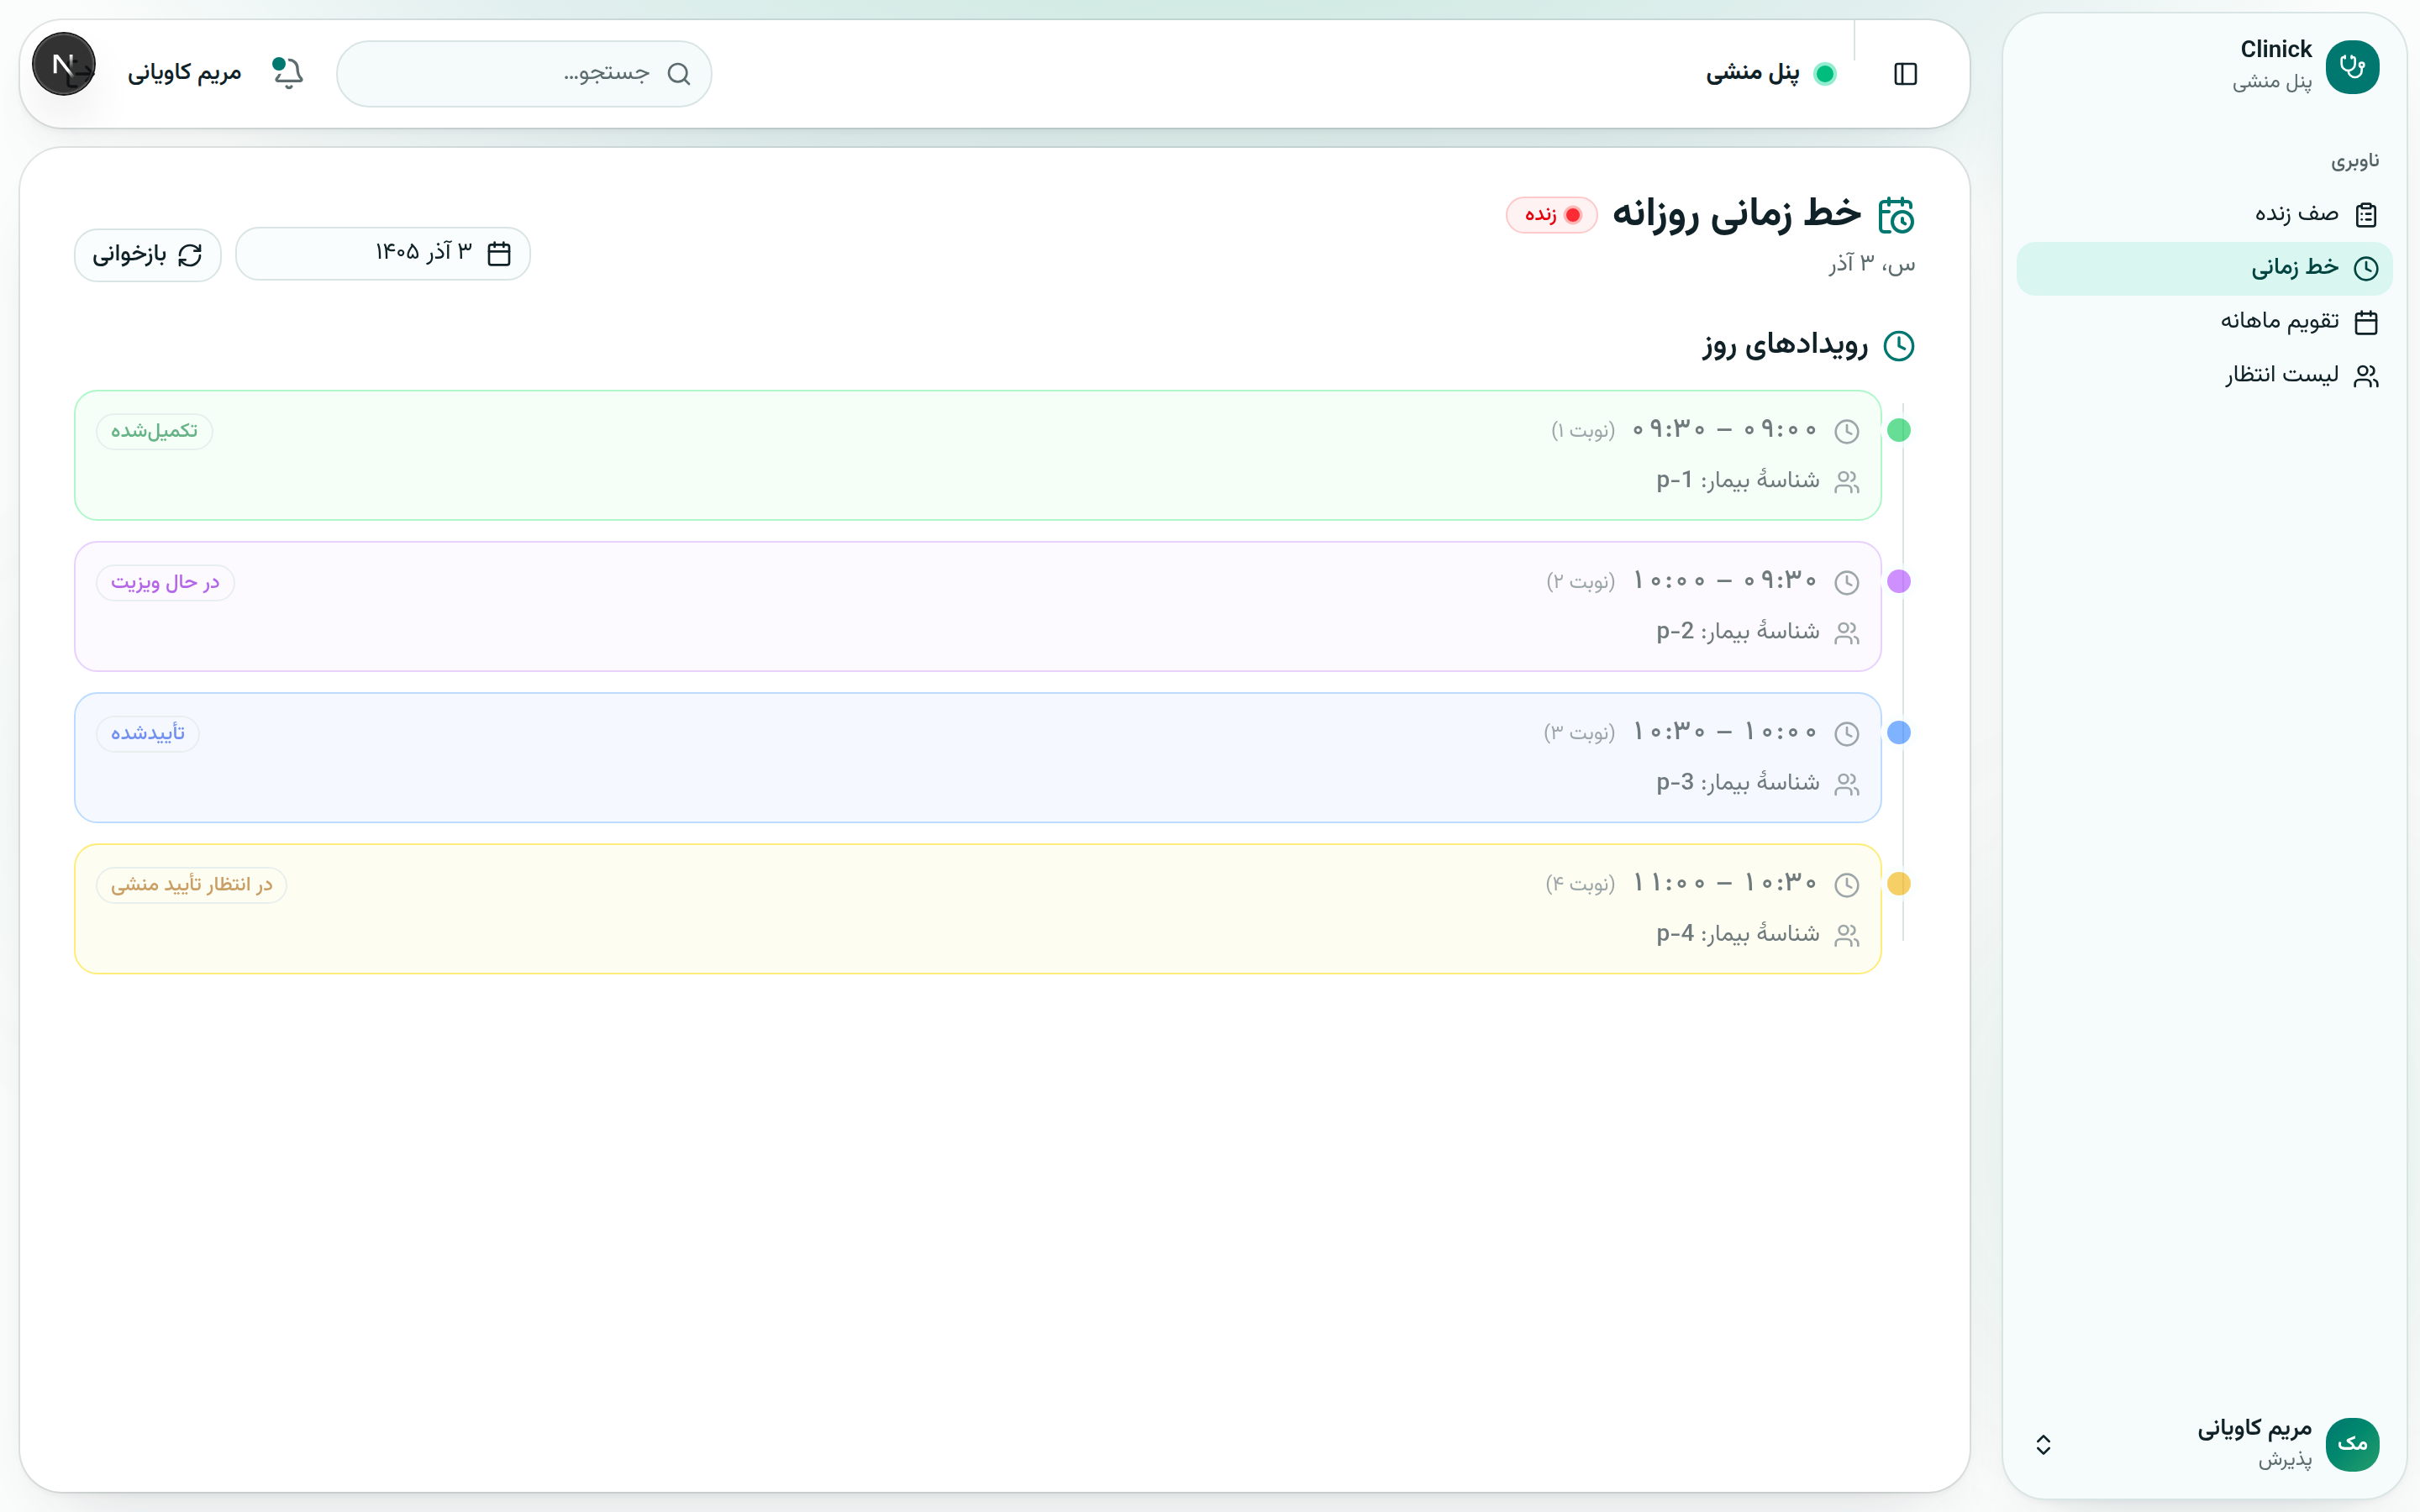 Clinick
پنل منشی
ناوبری
صف زنده
خط زمانی
تقویم ماهانه
لیست انتظار
مریم کاویانی
پذیرش
مک
پنل منشی
جستجو...
مریم کاویانی
N
خط زمانی روزانه
زنده
س، ۳ آذر
۳ آذر ۱۴۰۵
بازخوانی
رویدادهای روز
۰۹:۰۰ – ۰۹:۳۰ (نوبت ۱)
تکمیل‌شده
شناسهٔ بیمار: p-1
۰۹:۳۰ – ۱۰:۰۰ (نوبت ۲)
در حال ویزیت
شناسهٔ بیمار: p-2
۱۰:۰۰ – ۱۰:۳۰ (نوبت ۳)
تأییدشده
شناسهٔ بیمار: p-3
۱۰:۳۰ – ۱۱:۰۰ (نوبت ۴)
در انتظار تأیید منشی
شناسهٔ بیمار: p-4